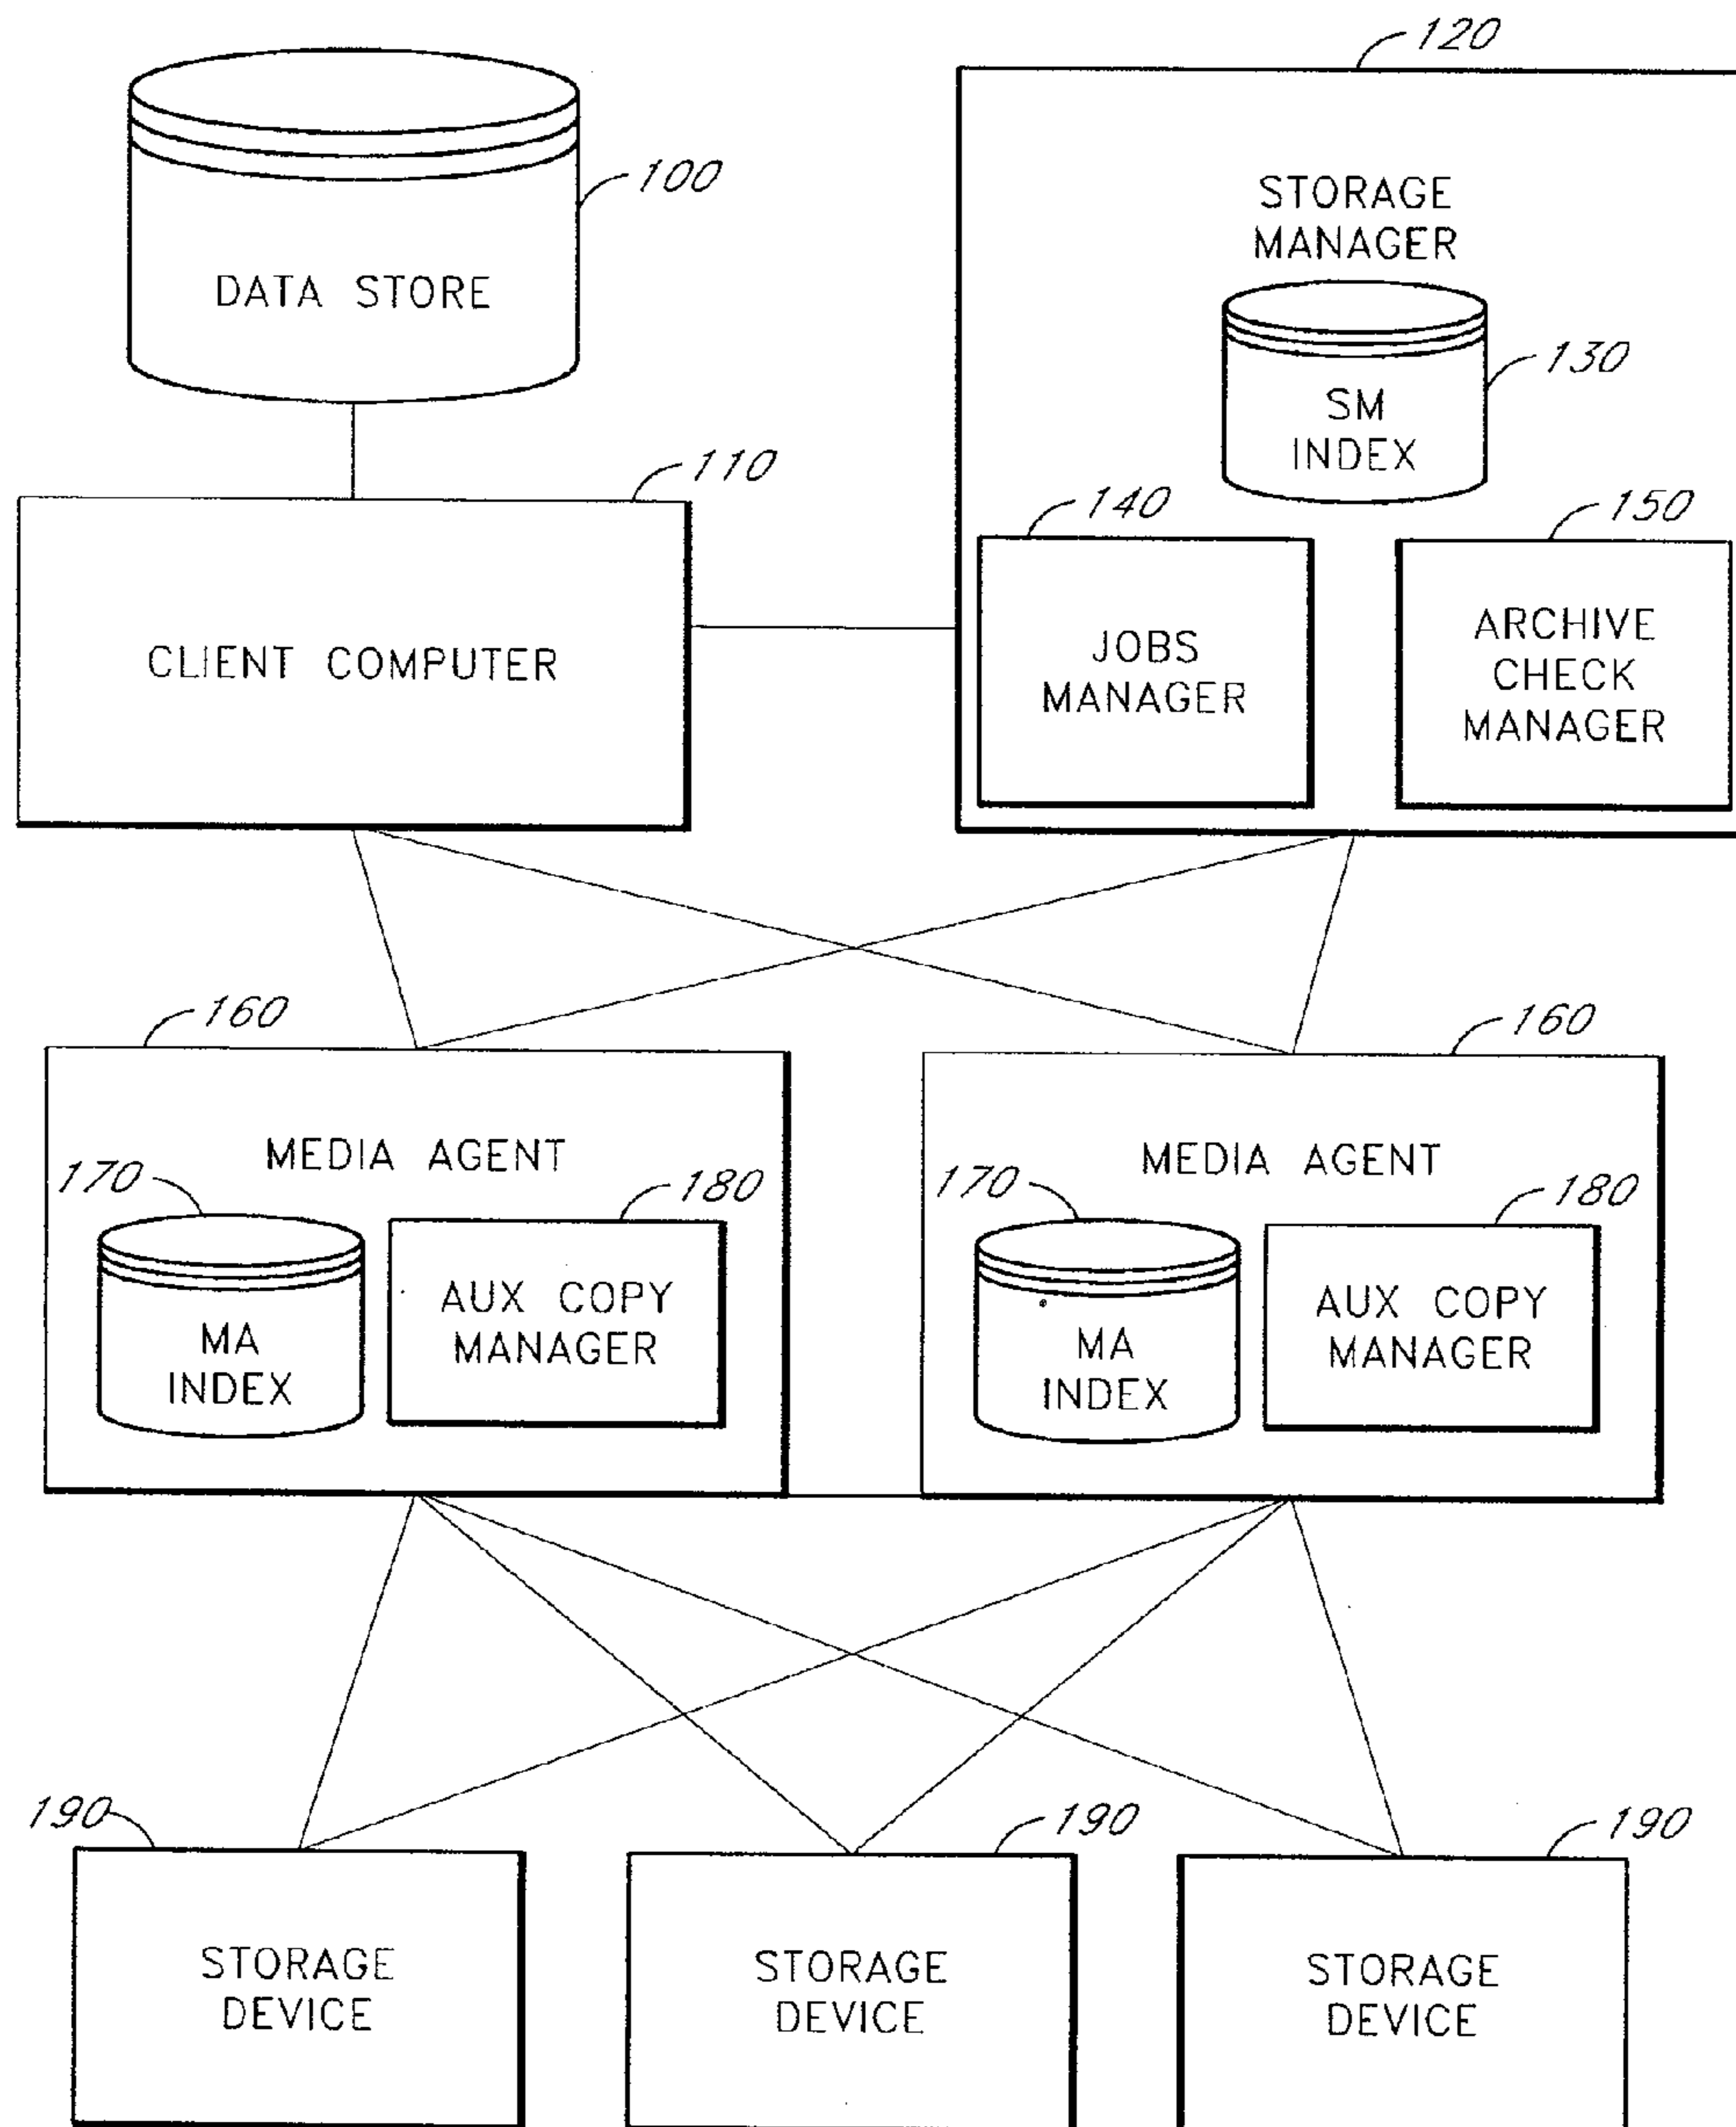 120
100
STORAGE
MANAGER
DATA STORE
130
SM
INDEX
110
140
150
CLIENT COMPUTER
JOBS
MANAGER
ARCHIVE
CHECK
MANAGER
160
160
MEDIA AGENT
170
180
AUX COPY
MANAGER
MA
INDEX
MEDIA AGENT
170
180
AUX COPY
MANAGER
MA
INDEX
190
190
190
STORAGE
DEVICE
STORAGE
DEVICE
STORAGE
DEVICE